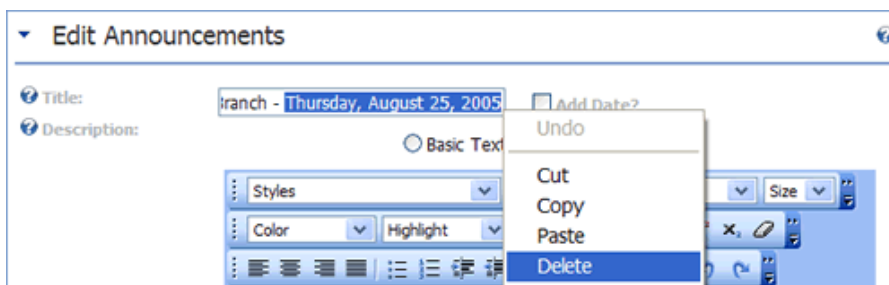 Edit Announcements
Title:
ranch - Thursday, August 25, 2005
Add Date?
Description:
Basic Text
Undo
Cut
Copy
Paste
Delete
Styles
Size
Color
Highlight